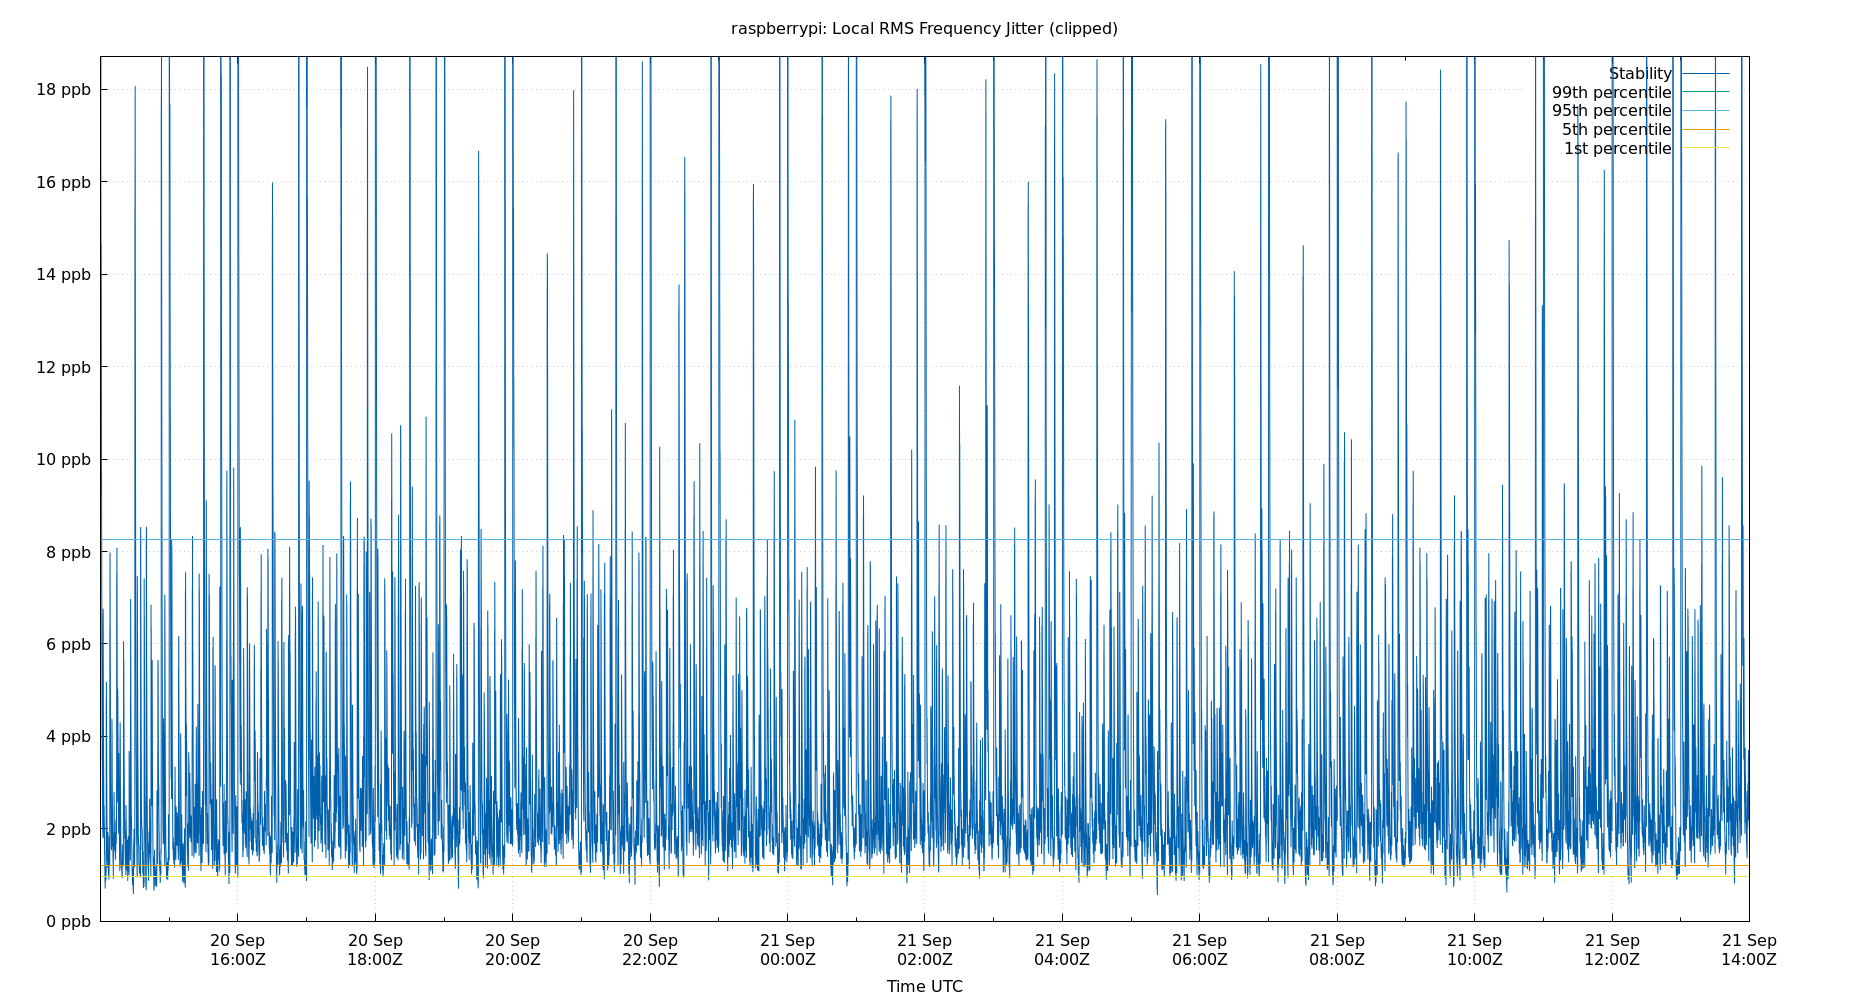 raspberrypi: Local RMS Frequency Jitter (clipped)
Stability
99th percentile
95th percentile
5th percentile
1st percentile
18 ppb
16 ppb
14 ppb
12 ppb
10 ppb
8 ppb
6 ppb
4 ppb
2 ppb
0 ppb
20 Sep 20 Sep 20 Sep 20 Sep 21 Sep 21 Sep 21 Sep 21 Sep 21 Sep 21 Sep 21 Sep 21 Sep
16:00Z 18:00Z 20:00Z 22:00Z 00:00Z 02:00Z 04:00Z 06:00Z 08:00Z 10:00Z 12:00Z 14:00Z
Time UTC